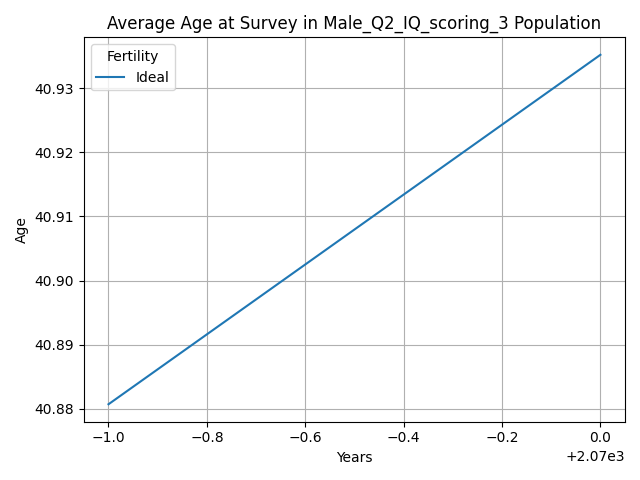 Average Age at Survey in Male_Q2_IQ_scoring_3 Population
Fertility
Ideal
40.93
40.92
40.91
40.90
40.89
40.88
Age
−1.0
−0.8
−0.6
−0.4
−0.2
0.0
Years
+2.07e3